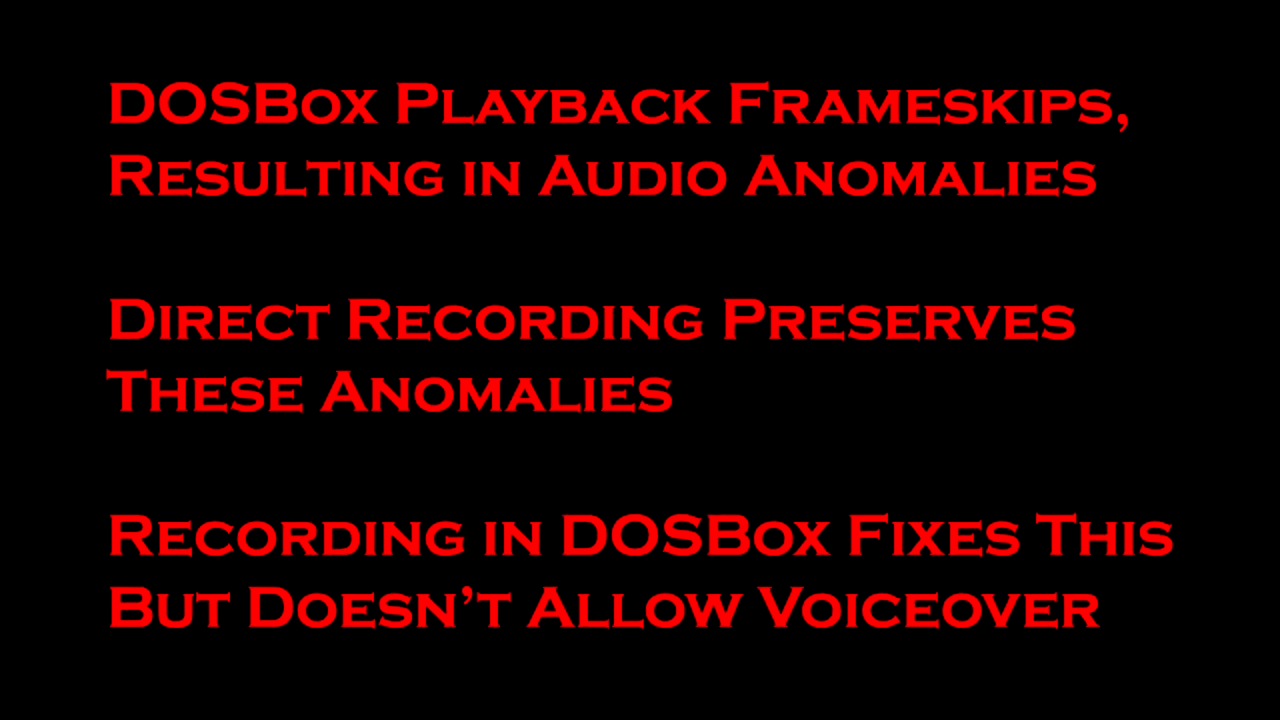 DOSBox Playback Frameskips,
Resulting in Audio Anomalies
Direct Recording Preserves
These Anomalies
Recording in DOSBox Fixes This
But Doesn’t Allow Voiceover